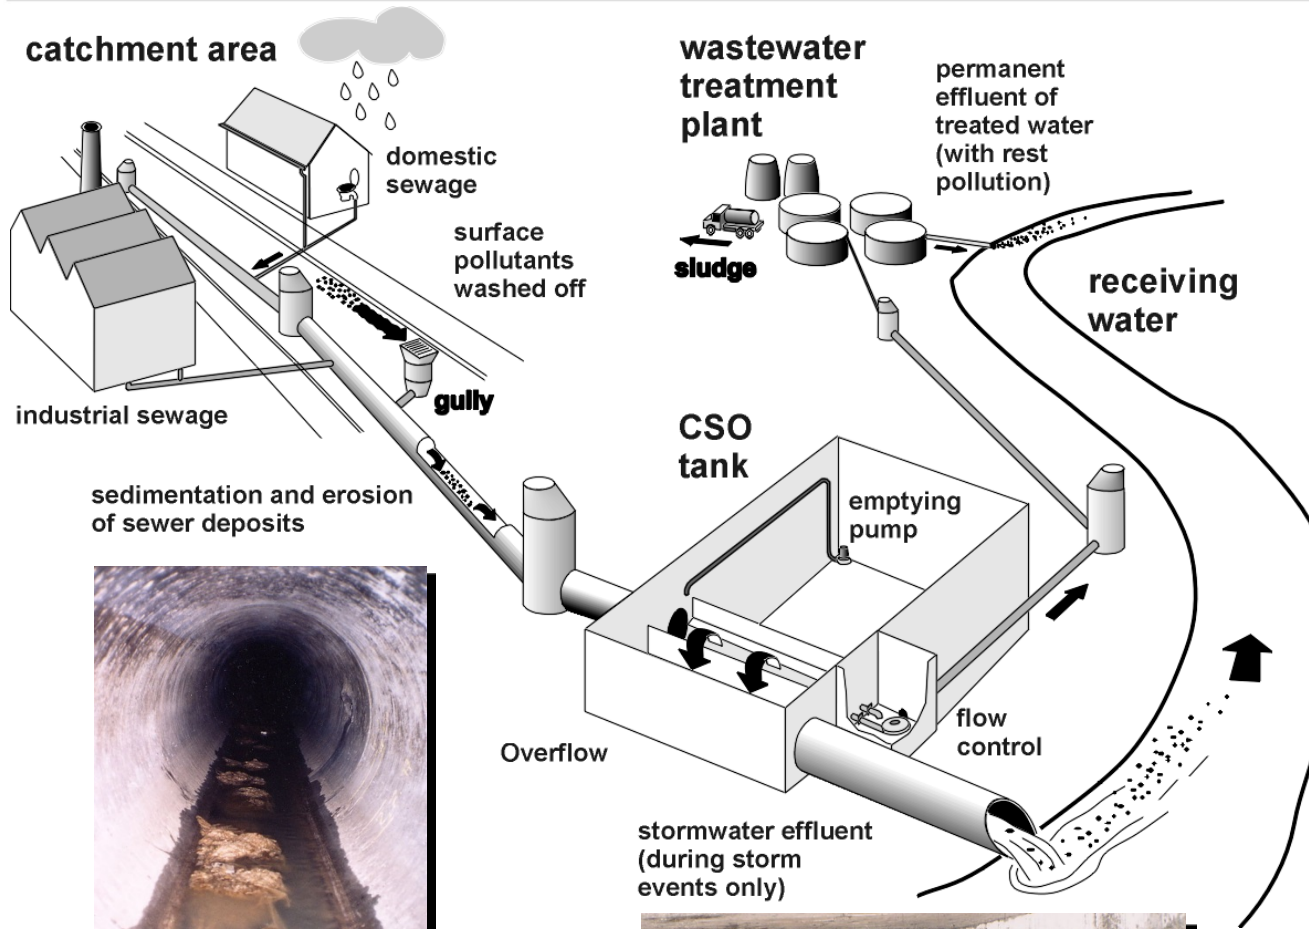 catchment area
domestic
sewage
surface
pollutants
washed off
gully
industrial sewage
sedimentation and erosion
of sewer deposits
wastewater
treatment
plant
permanent
effluent of
treated water
(with rest
pollution)
sludge
receiving
water
CSO
tank
emptying
pump
flow
control
Overflow
stormwater effluent
(during storm
events only)